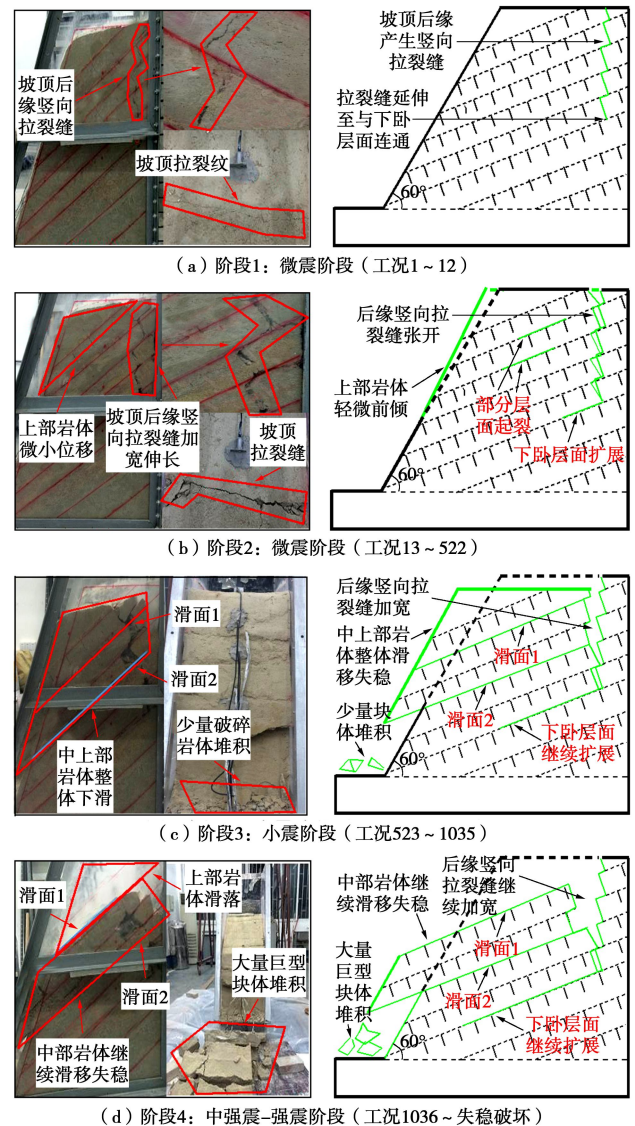 坡顶后
缘竖向
拉裂缝
坡顶拉裂纹
坡顶后缘
产生竖向
拉裂缝
拉裂缝延伸
至与下卧
层面连通
60°
（a）阶段1：微震阶段（工况1～12）
上部岩体
微小位移
坡顶后缘竖
向拉裂缝加
宽伸长
坡顶
拉裂缝
后缘竖向拉
裂缝张开
上部岩体
轻微前倾
部分层
面起裂
下卧层面扩展
60°
（b）阶段2：微震阶段（工况13～522）
滑面1
滑面2
中上部
岩体整
体下滑
少量破碎
岩体堆积
后缘竖向拉
裂缝加宽
中上部岩
体整体滑
移失稳
少量块
体堆积
滑面1
滑面2
下卧层面
继续扩展
60°
（c）阶段3：小震阶段（工况523～1035）
滑面1
上部岩
体滑落
滑面2
中部岩体继
续滑移失稳
大量巨型
块体堆积
中部岩体继
续滑移失稳
后缘竖向
拉裂缝继
续加宽
大量
巨型
块体
堆积
滑面1
滑面2
下卧层面
继续扩展
60°
（d）阶段4：中强震–强震阶段（工况1036～失稳破坏）